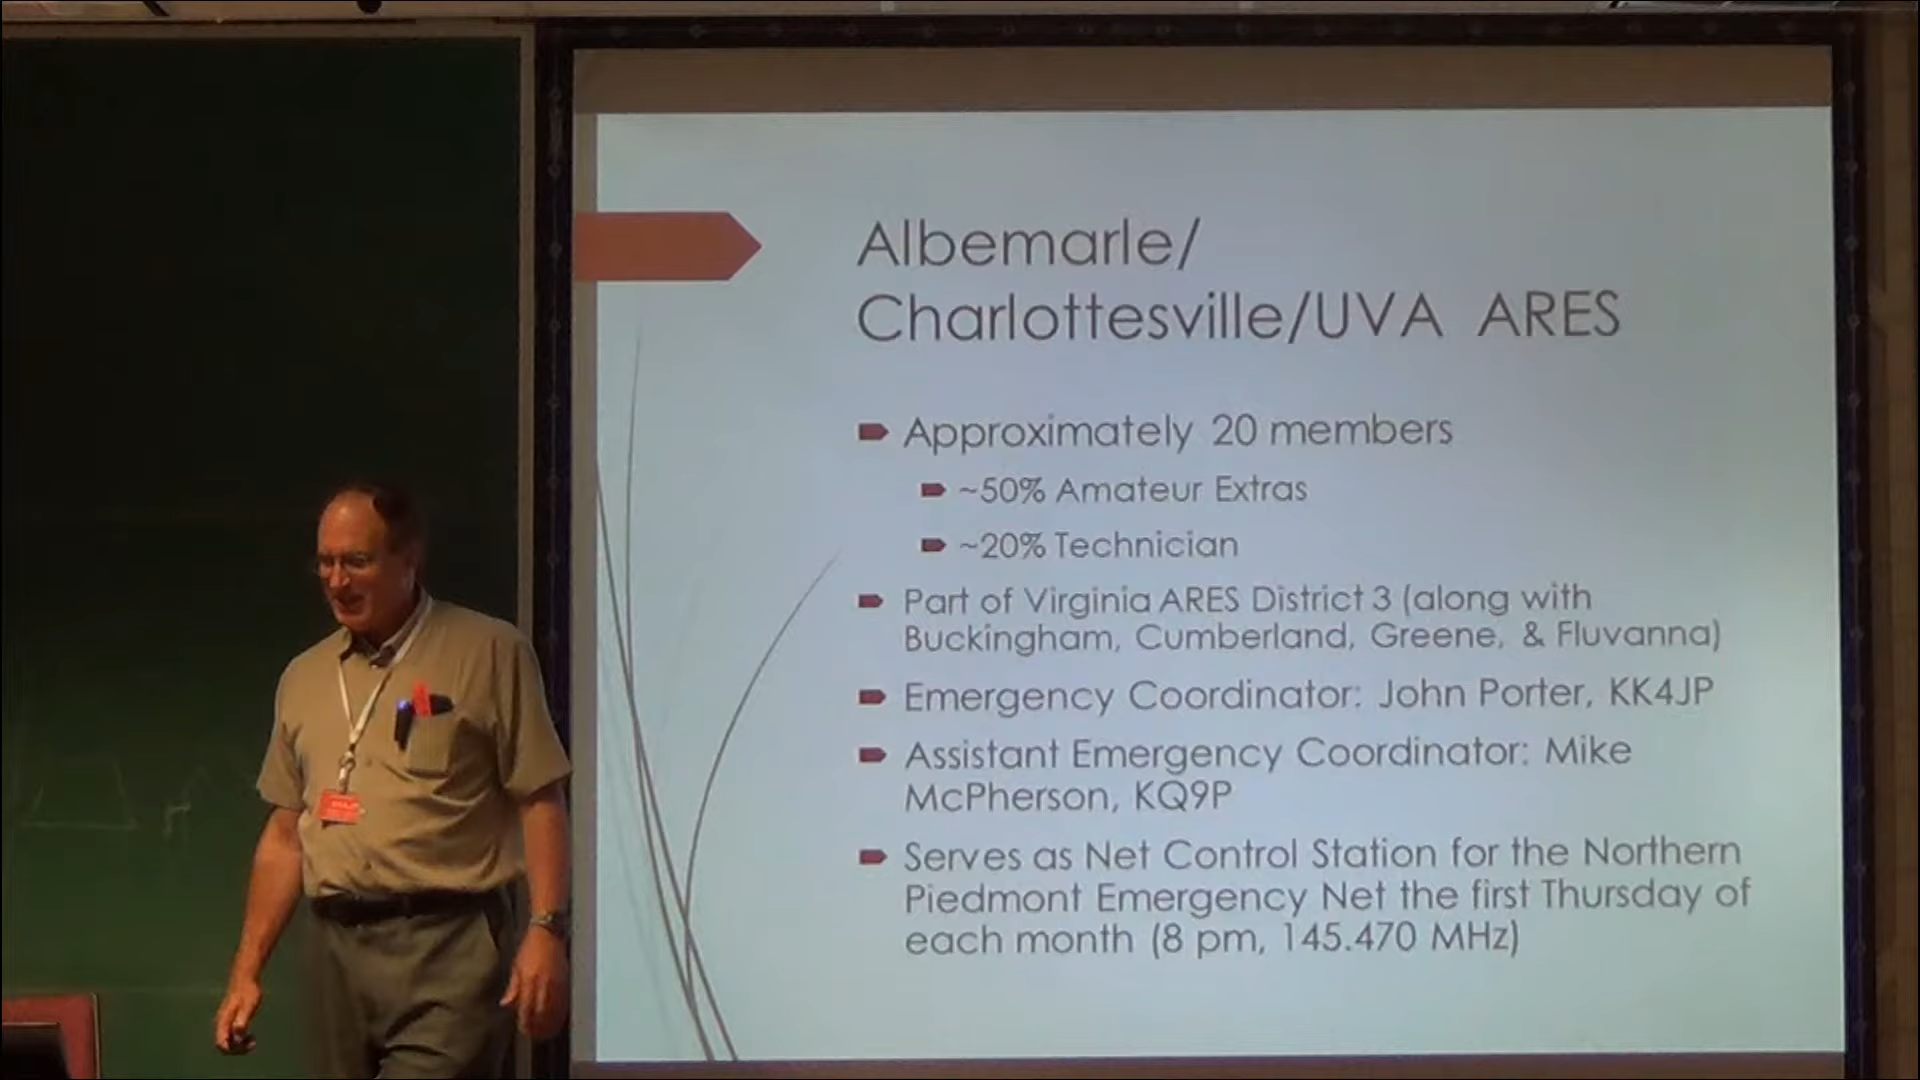 Albemarle/
Charlottesville/UVA ARES
Approximately 20 members
~50% Amateur Extras
~20% Technician
Part of Virginia ARES District 3 (along with
Buckingham, Cumberland, Greene, & Fluvanna)
Emergency Coordinator: John Porter, KK4JP
Assistant Emergency Coordinator: Mike
McPherson, KQ9P
Serves as Net Control Station for the Northern
Piedmont Emergency Net the first Thursday of
each month (8 pm, 145.470 MHz)